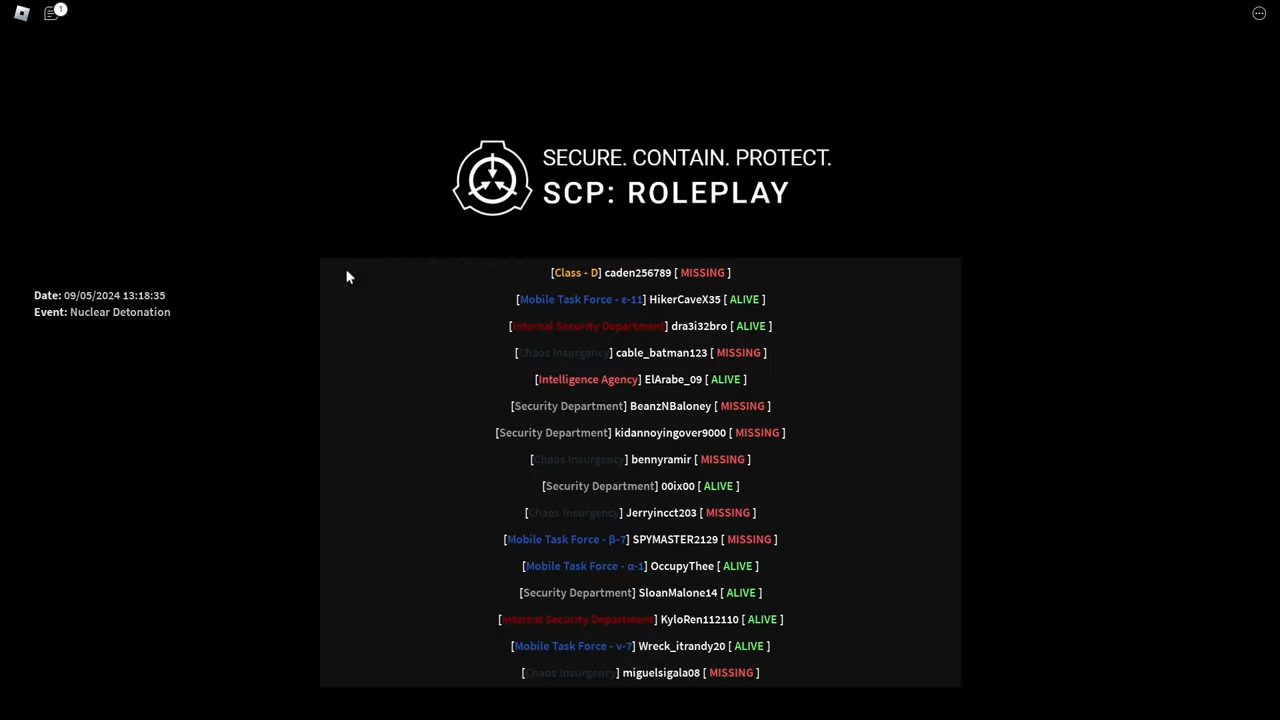 1
SECURE. CONTAIN. PROTECT.
SCP: ROLEPLAY
Date: 09/05/2024 13:18:35
Event: Nuclear Detonation
[Class - D] caden256789 [ MISSING ]
[Mobile Task Force - ε-11] HikerCaveX35 [ ALIVE ]
[Internal Security Department] dra3i32bro [ ALIVE ]
[Chaos Insurgency] cable_batman123 [ MISSING ]
[Intelligence Agency] ElArabe_09 [ ALIVE ]
[Security Department] BeanzNBaloney [ MISSING ]
[Security Department] kidannoyingover9000 [ MISSING ]
[Chaos Insurgency] bennyramir [ MISSING ]
[Security Department] 00ix00 [ ALIVE ]
[Chaos Insurgency] Jerryincct203 [ MISSING ]
[Mobile Task Force - β-7] SPYMASTER2129 [ MISSING ]
[Mobile Task Force - α-1] OccupyThee [ ALIVE ]
[Security Department] SloanMalone14 [ ALIVE ]
[Internal Security Department] KyloRen112110 [ ALIVE ]
[Mobile Task Force - ν-7] Wreck_itrandy20 [ ALIVE ]
[Chaos Insurgency] miguelsigala08 [ MISSING ]